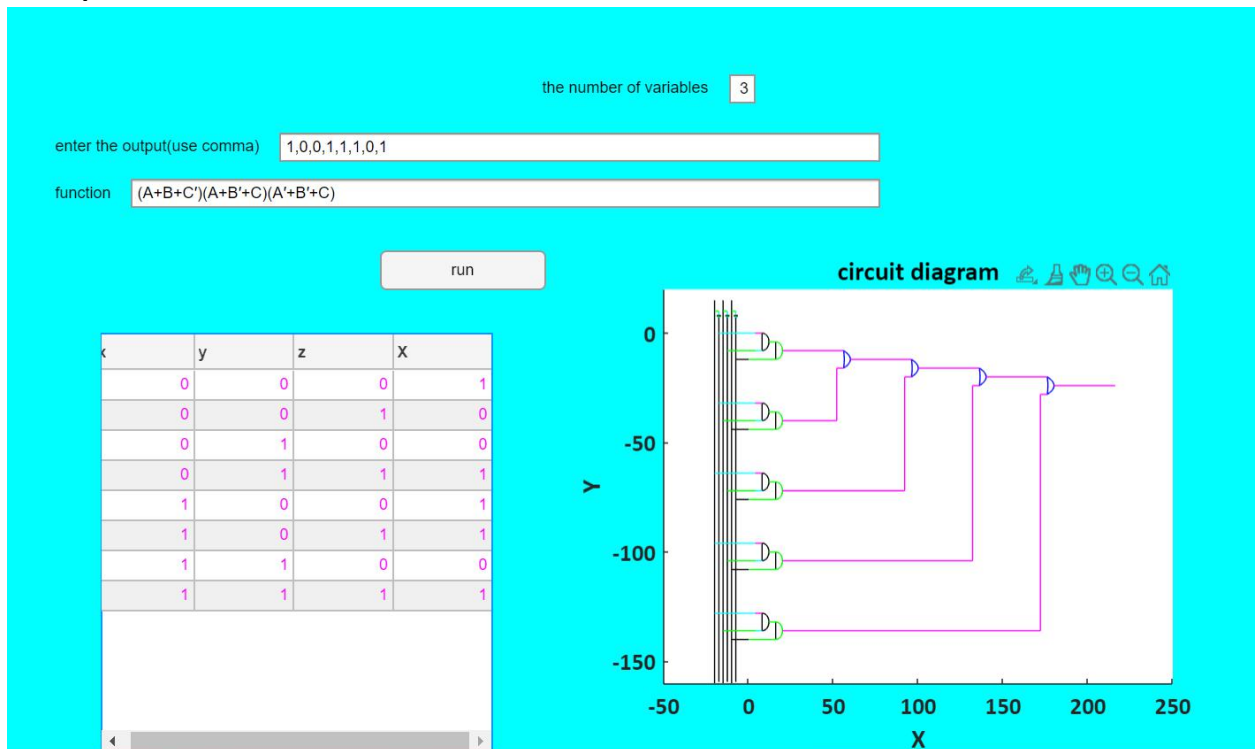 the number of variables 3
enter the output(use comma) 1,0,0,1,1,1,0,1
function (A+B+C')(A+B'+C)(A'+B'+C)
run
circuit diagram
y z X
0 0 0 1
0 0 1 0
0 1 0 0
0 1 1 1
1 0 0 1
1 0 1 1
1 1 0 0
1 1 1 1
0
-50
-100
-150
Y
-50 0 50 100 150 200 250
X